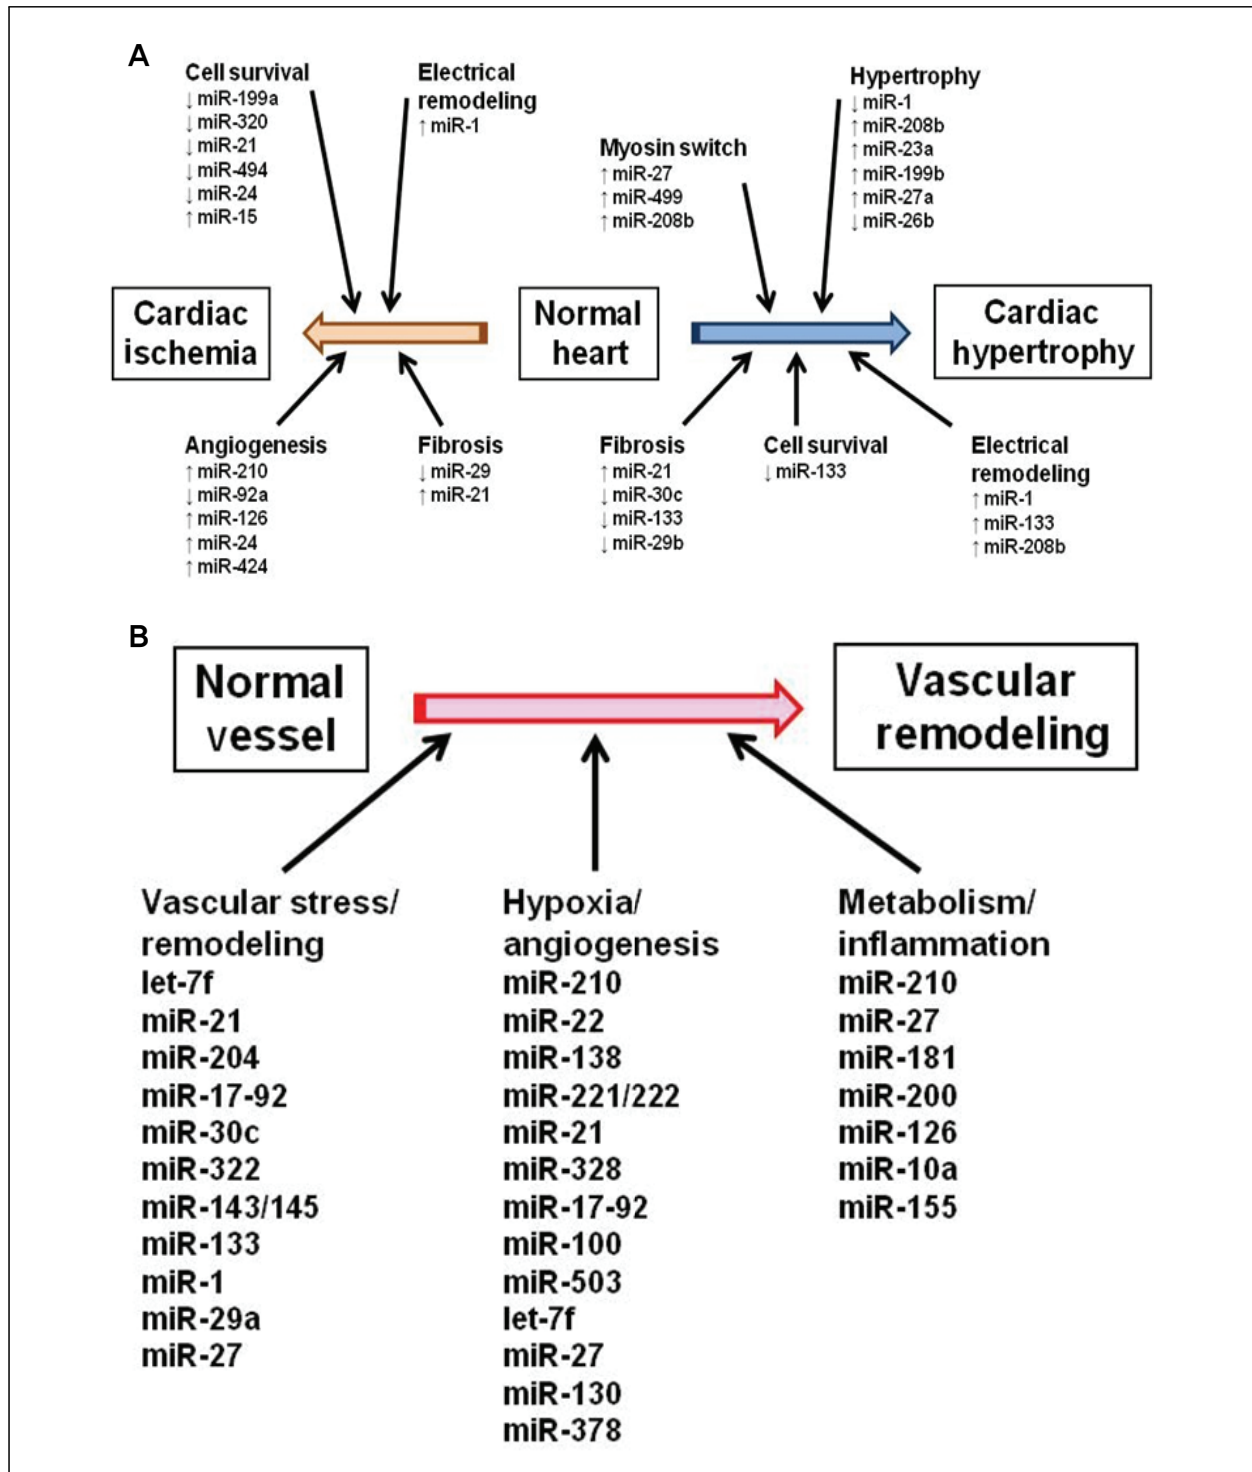 A
Cell survival
↓ miR-199a
↓ miR-320
↓ miR-21
↓ miR-494
↓ miR-24
↑ miR-15
Electrical
remodeling
↑ miR-1
Myosin switch
↑ miR-27
↑ miR-499
↑ miR-208b
Hypertrophy
↓ miR-1
↑ miR-208b
↑ miR-23a
↑ miR-199b
↑ miR-27a
↓ miR-26b
Cardiac
ischemia
Normal
heart
Cardiac
hypertrophy
Angiogenesis
↑ miR-210
↓ miR-92a
↑ miR-126
↑ miR-24
↑ miR-424
Fibrosis
↓ miR-29
↑ miR-21
Fibrosis
↑ miR-21
↓ miR-30c
↓ miR-133
↓ miR-29b
Cell survival
↓ miR-133
Electrical
remodeling
↑ miR-1
↑ miR-133
↑ miR-208b
B
Normal
vessel
Vascular
remodeling
Vascular stress/
remodeling
let-7f
miR-21
miR-204
miR-17-92
miR-30c
miR-322
miR-143/145
miR-133
miR-1
miR-29a
miR-27
Hypoxia/
angiogenesis
miR-210
miR-22
miR-138
miR-221/222
miR-21
miR-328
miR-17-92
miR-100
miR-503
let-7f
miR-27
miR-130
miR-378
Metabolism/
inflammation
miR-210
miR-27
miR-181
miR-200
miR-126
miR-10a
miR-155